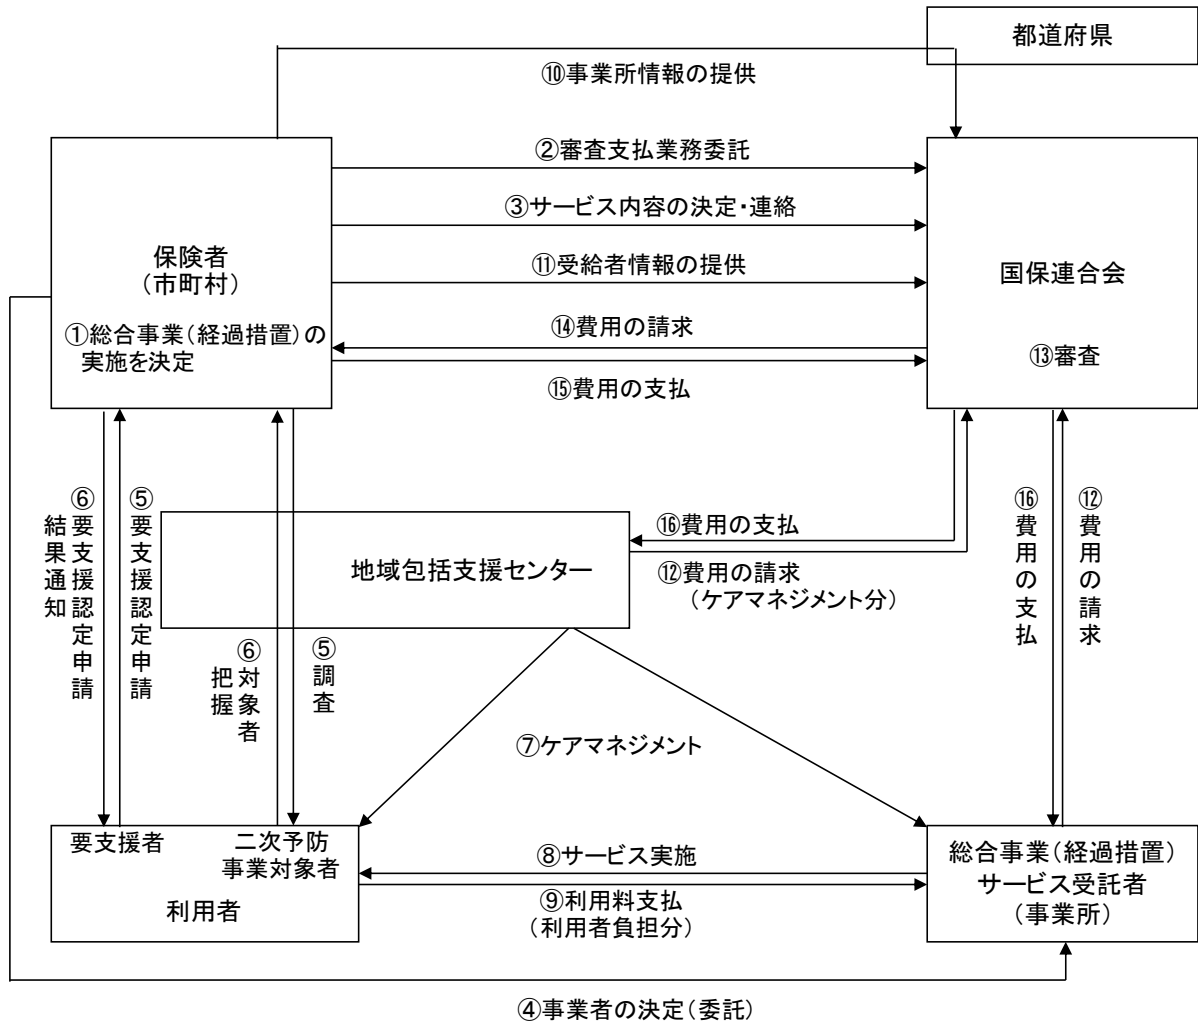 都道府県
⑩事業所情報の提供
②審査支払業務委託
③サービス内容の決定・連絡
保険者
(市町村)
⑪受給者情報の提供
国保連合会
①総合事業(経過措置)の
実施を決定
⑭費用の請求
⑬審査
⑮費用の支払
⑥要支援認定申請
結果通知
⑤要支援認定申請
⑥対象者
把握
⑤調査
地域包括支援センター
⑯費用の支払
⑫費用の請求
(ケアマネジメント分)
⑯費用の支払
⑫費用の請求
⑦ケアマネジメント
要支援者
二次予防
事業対象者
利用者
⑧サービス実施
⑨利用料支払
(利用者負担分)
総合事業(経過措置)
サービス受託者
(事業所)
④事業者の決定(委託)